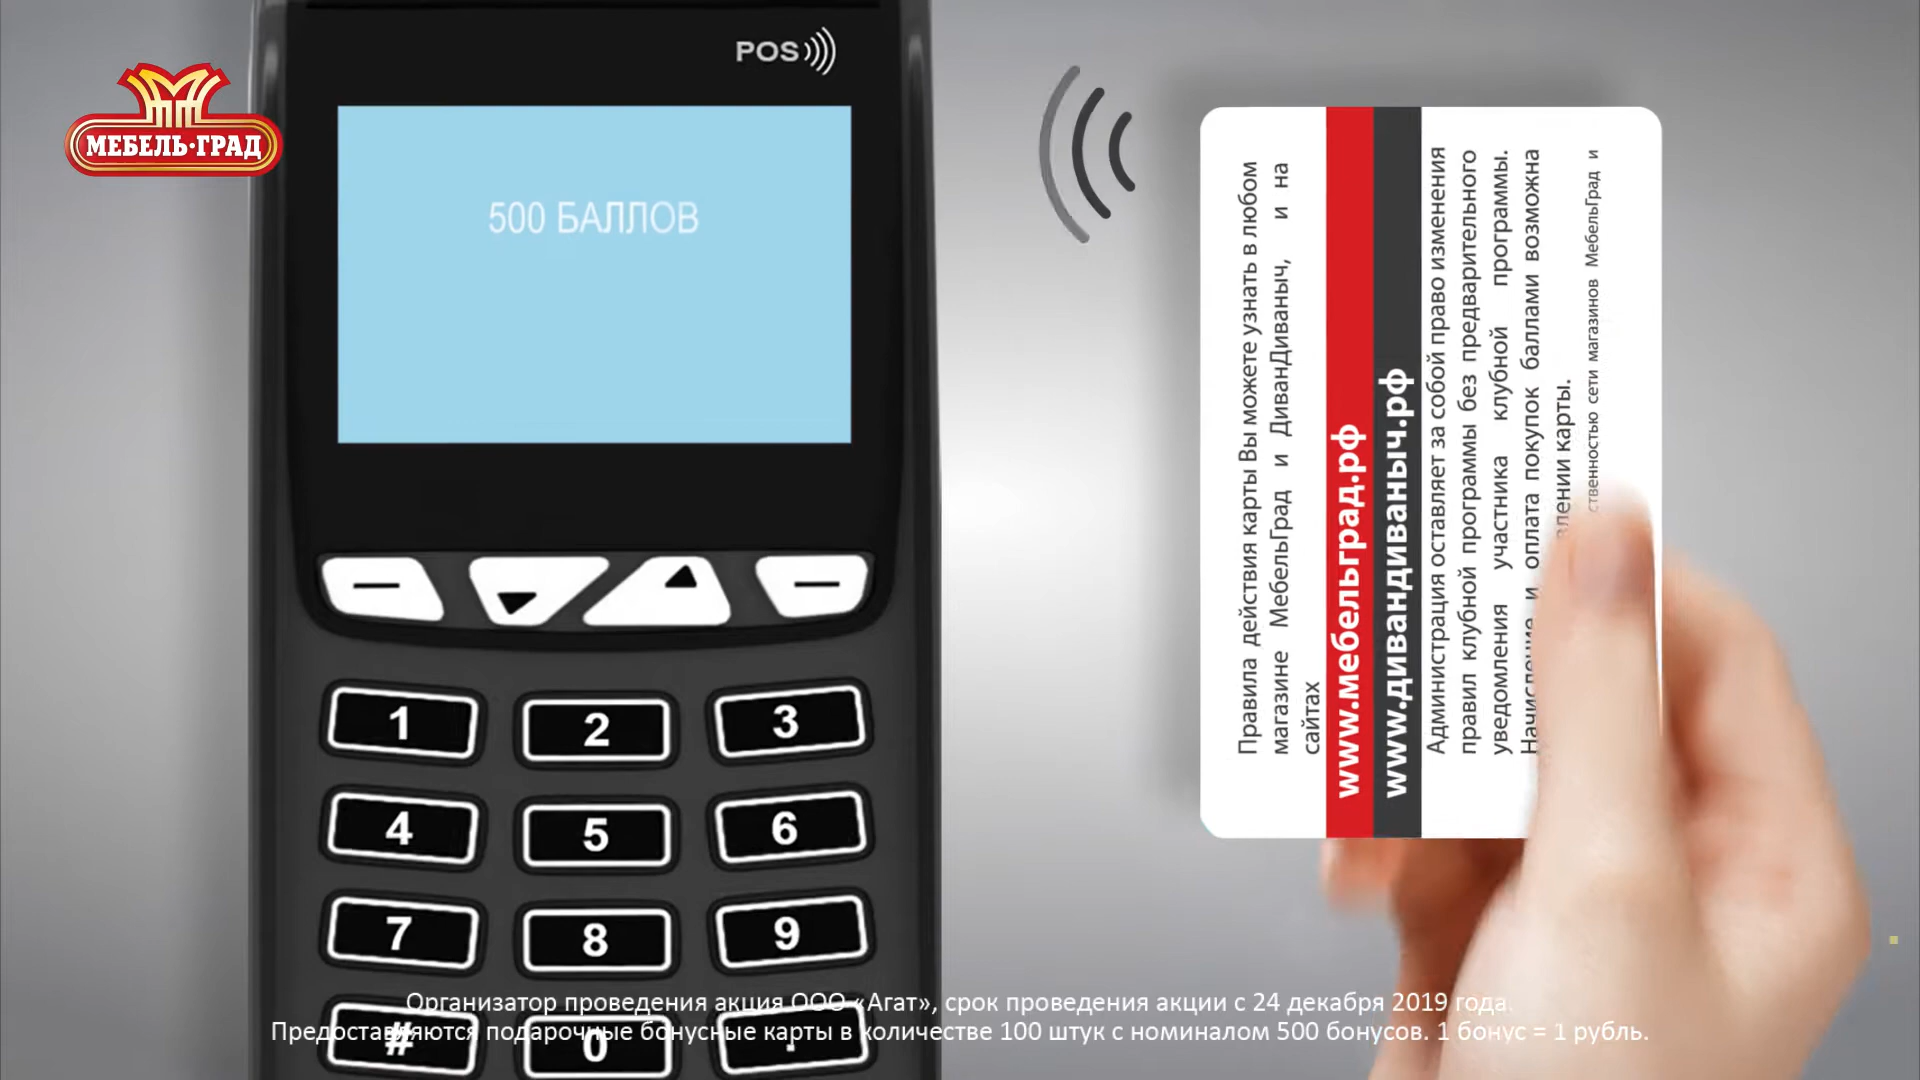 POS
МЕБЕЛЬ·ГРАД
500 БАЛЛОВ
Правила действия карты Вы можете узнать в любом
магазине МебельГрад и ДиванДиваныч, и на
сайтах
www.мебельград.рф
www.дивандиваныч.рф
Администрация оставляет за собой право изменения
правил клубной программы без предварительного
уведомления участника клубной программы.
Начисление и оплата покупок баллами возможна
карты.
сети магазинов МебельГрад и
1 2 3
4 5 6
7 8 9
# 0 .
Организатор проведения акция ООО «Агат», срок проведения акции с 24 декабря 2019 года.
Предоставляются подарочные бонусные карты в количестве 100 штук с номиналом 500 бонусов. 1 бонус = 1 рубль.